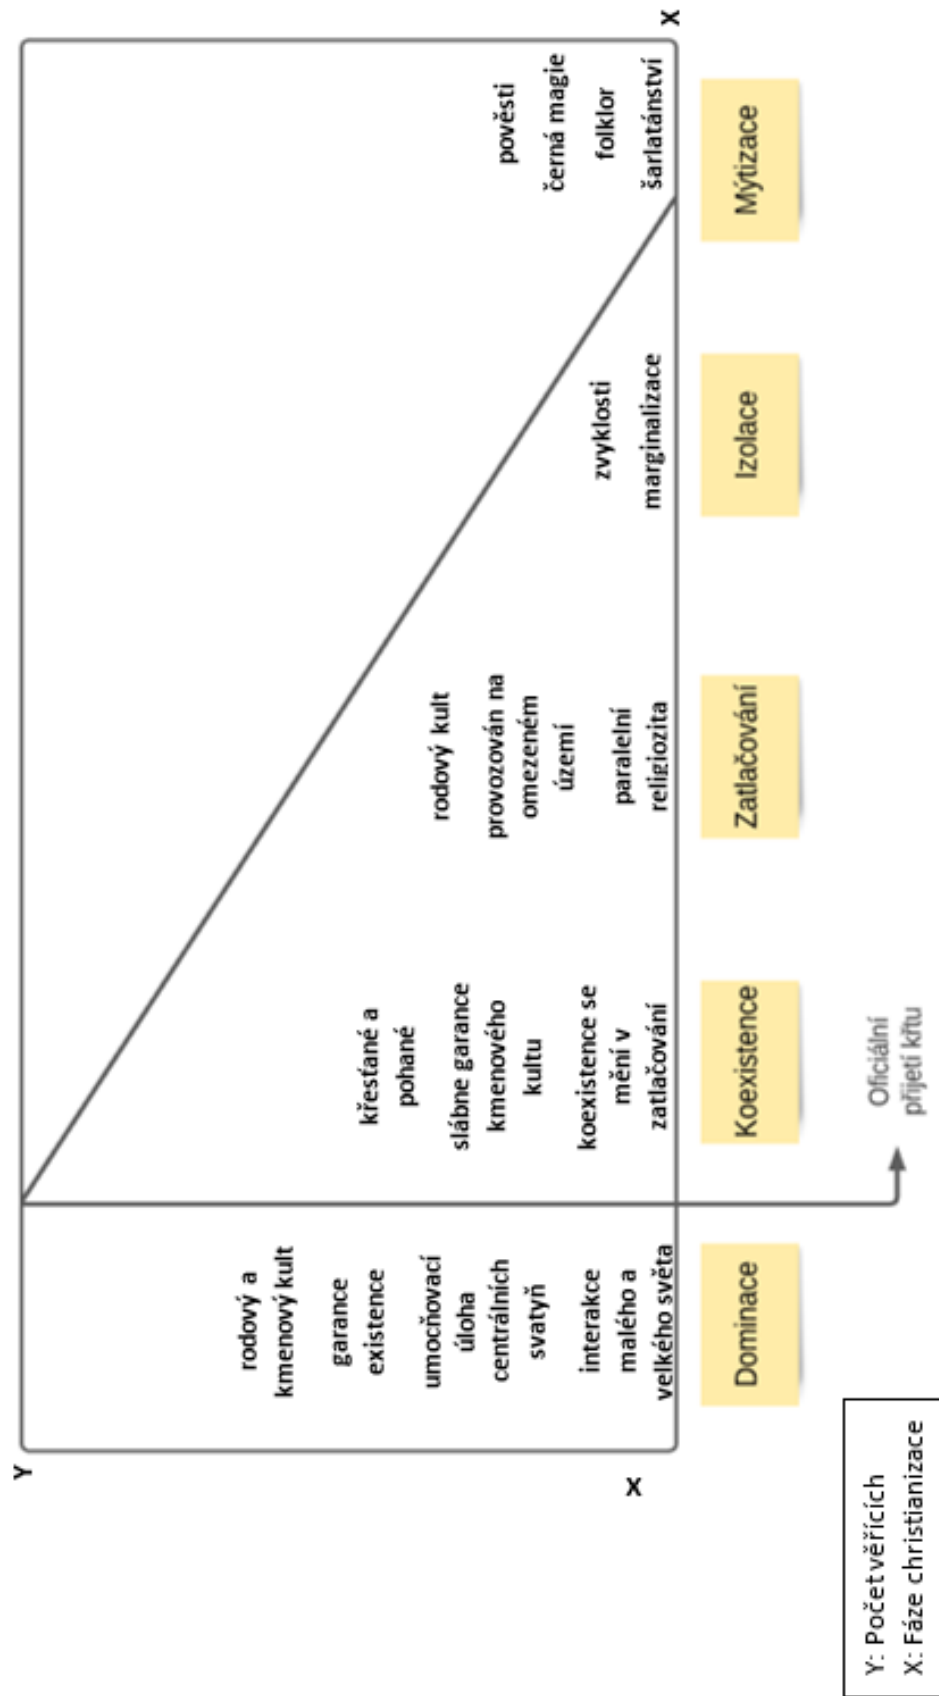 Y
rodový a
kmenový kult
garance
existence
umocňovací
úloha
centrálních
svatyň
interakce
malého a
velkého světa
křesťané a
pohané
slábne garance
kmenového
kultu
koexistence se
mění v
zatlačování
rodový kult
provozován na
omezeném
území
paralelní
religiozita
zvyklosti
marginalizace
pověsti
černá magie
folklor
šarlatánství
X
X
Dominace
Koexistence
Zatlačování
Izolace
Mýtizace
Oficiální
přijetí křtu
Y: Počet věřících
X: Fáze christianizace